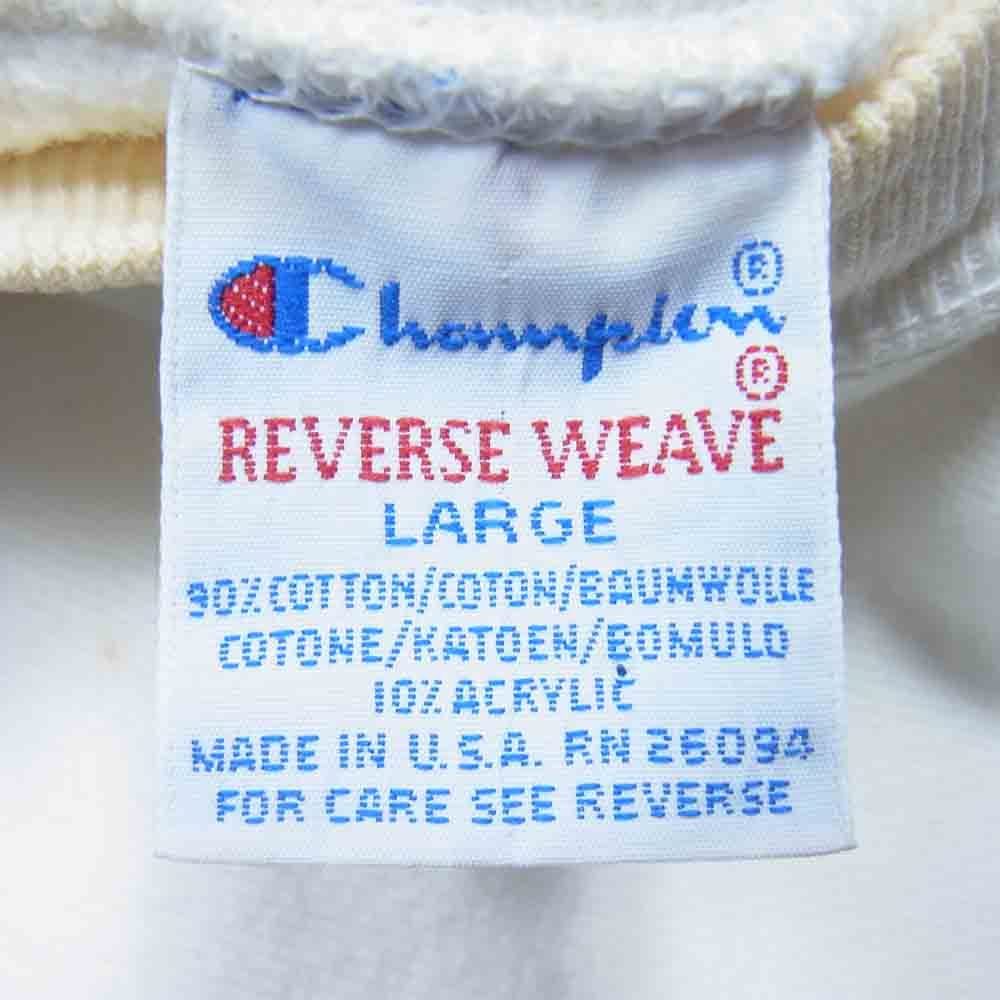 Champion®
REVERSE WEAVE®
LARGE
90% COTTON/COTON/BAUMWOLLE
COTONE/KATOEN/BOMULD
10% ACRYLIC
MADE IN U.S.A. RN 26094
FOR CARE SEE REVERSE